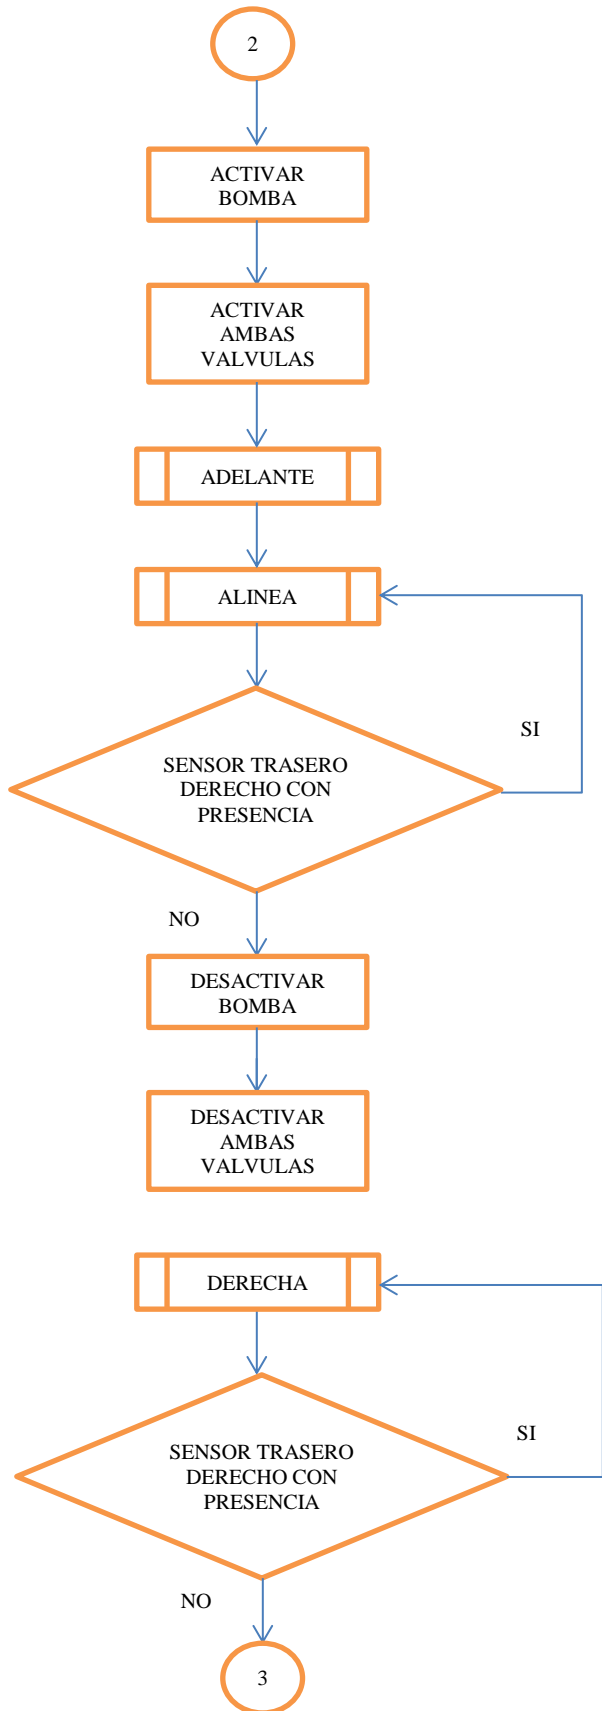 2
ACTIVAR
BOMBA
ACTIVAR
AMBAS
VALVULAS
ADELANTE
ALINEA
SI
SENSOR TRASERO
DERECHO CON
PRESENCIA
NO
DESACTIVAR
BOMBA
DESACTIVAR
AMBAS
VALVULAS
DERECHA
SI
SENSOR TRASERO
DERECHO CON
PRESENCIA
NO
3